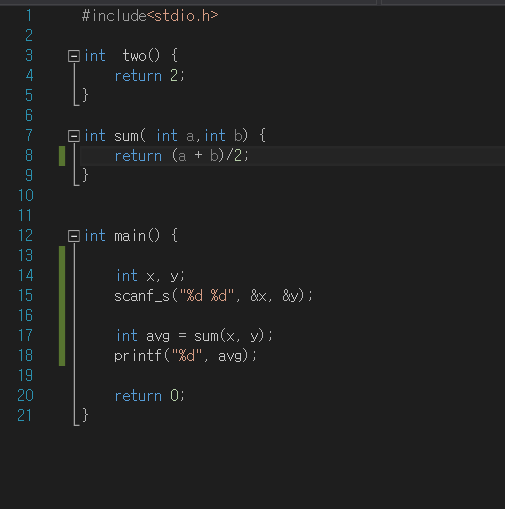 1 #include<stdio.h>
2
3 int  two() {
4     return 2;
5 }
6
7 int sum( int a,int b) {
8     return (a + b)/2;
9 }
10
11
12 int main() {
13
14     int x, y;
15     scanf_s("%d %d", &x, &y);
16
17     int avg = sum(x, y);
18     printf("%d", avg);
19
20     return 0;
21 }